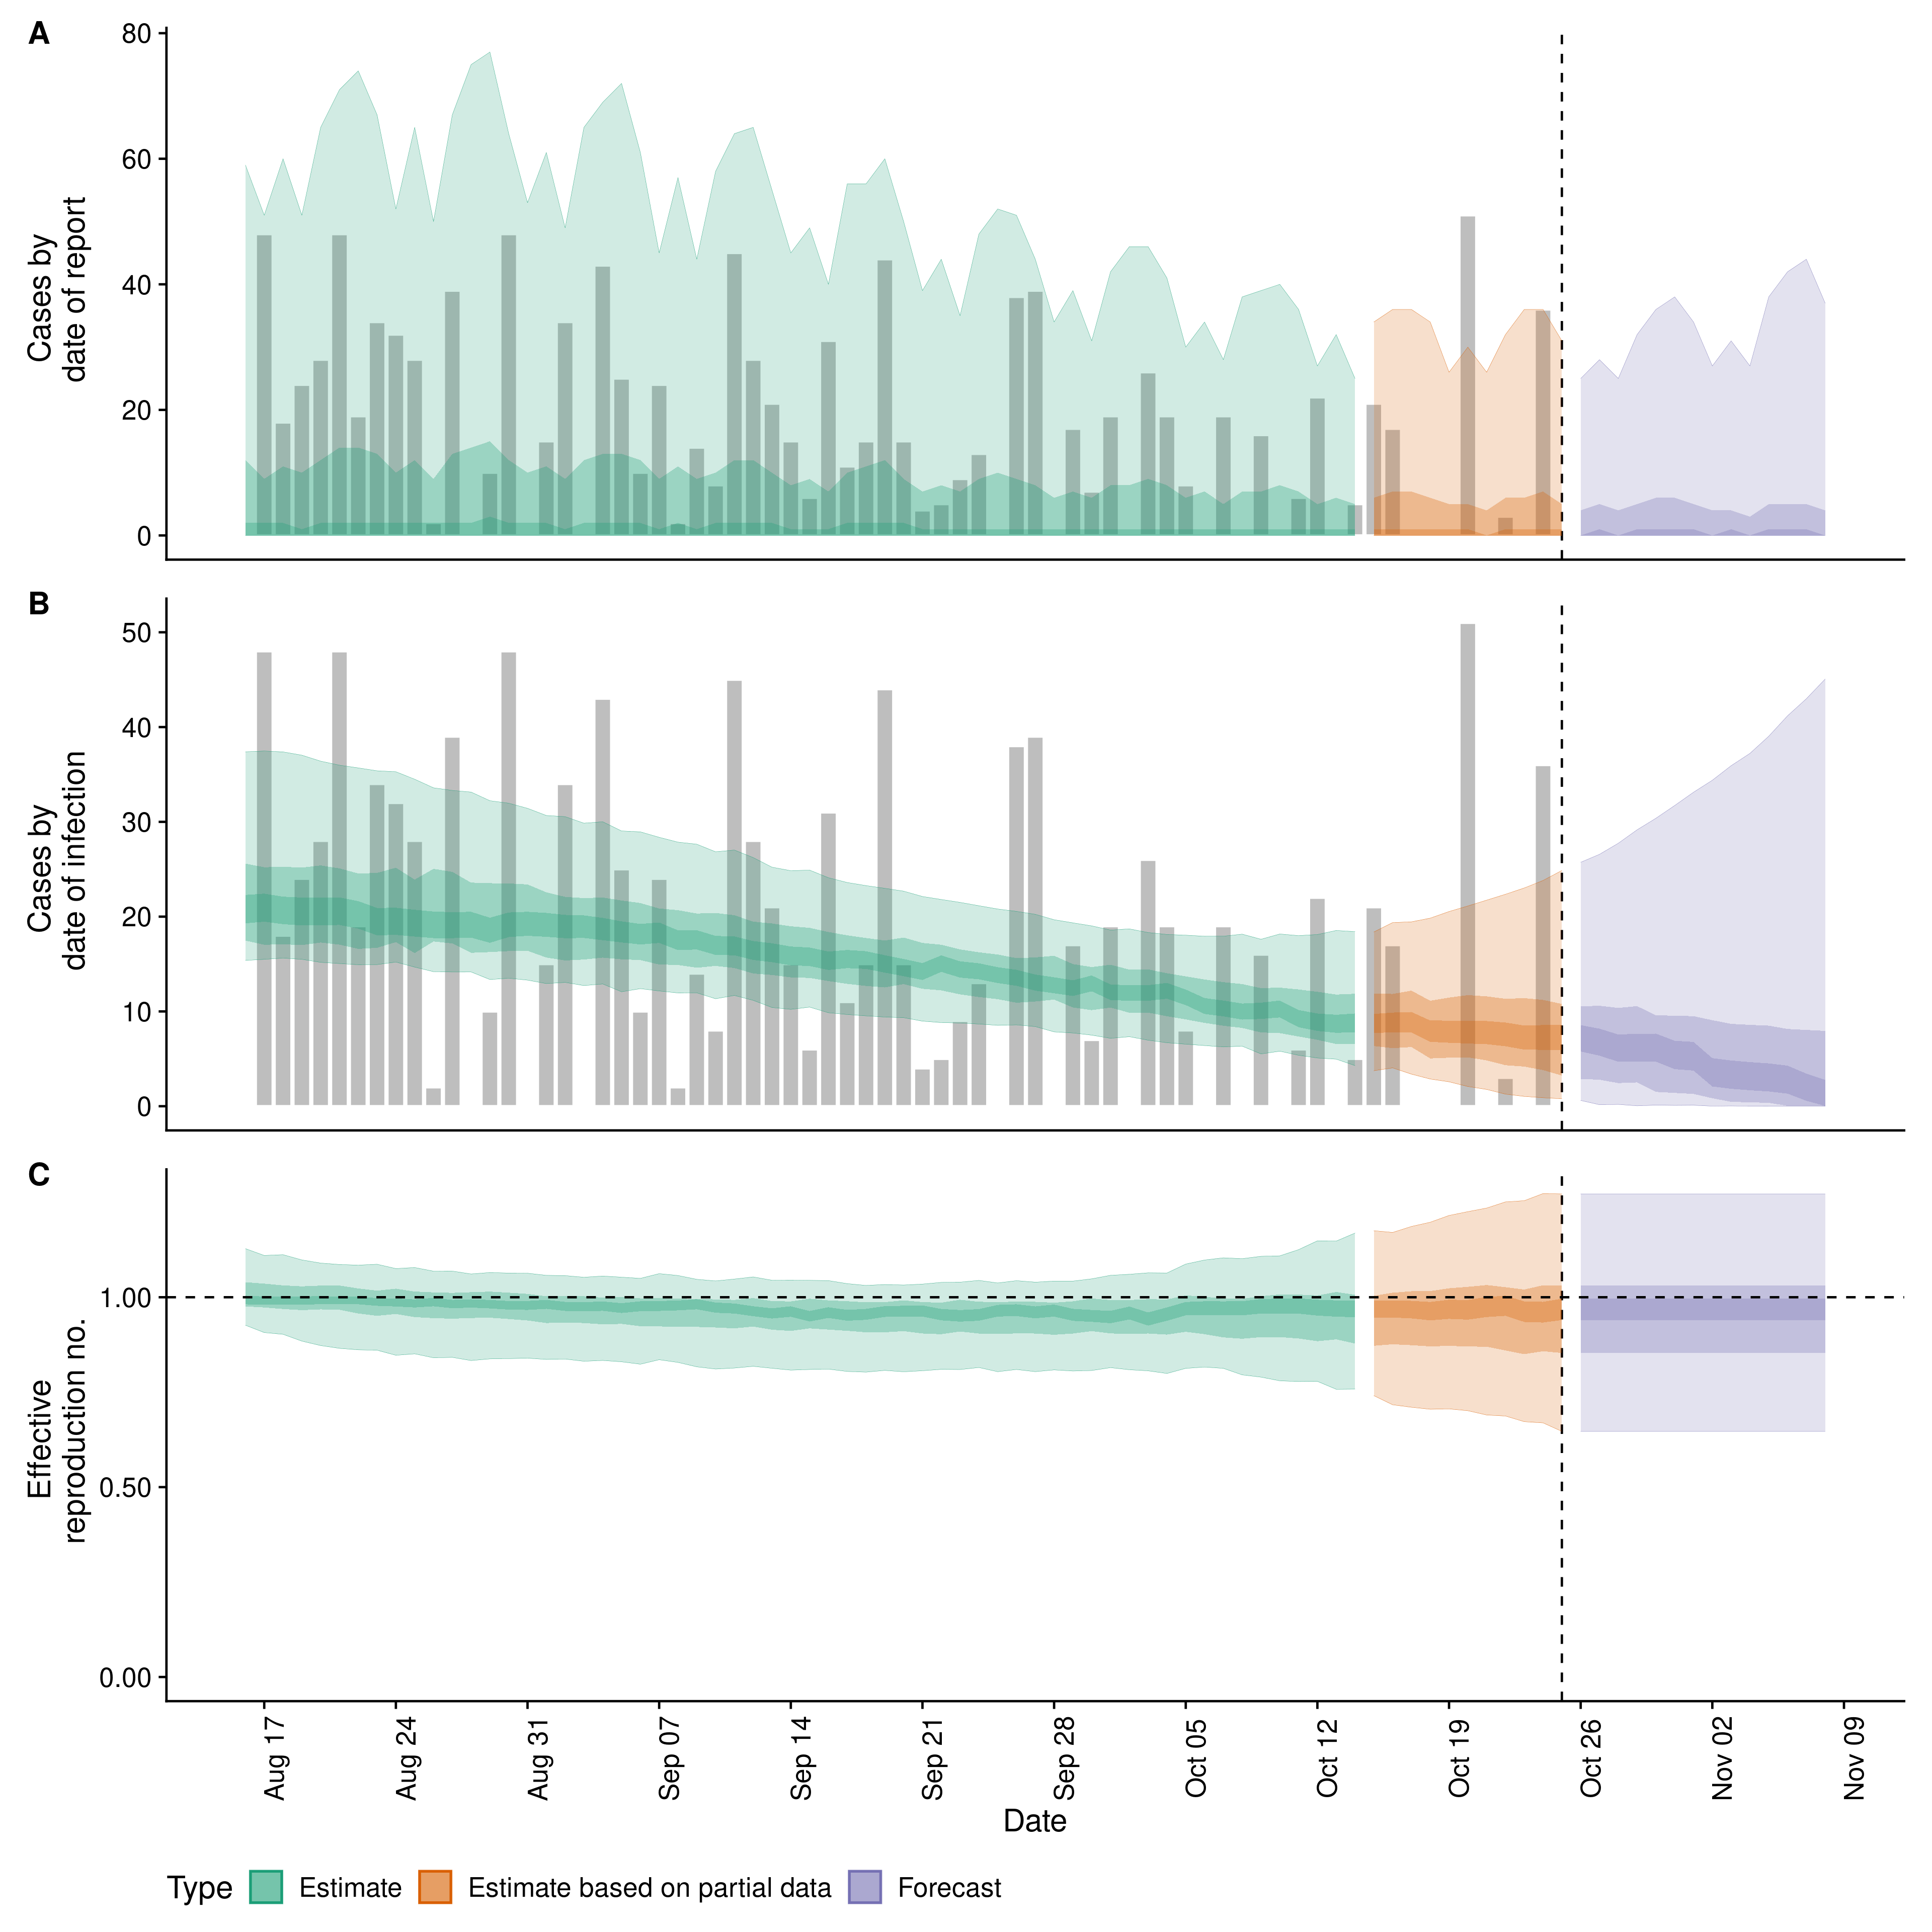 A
80
60
40
20
0
Cases by
date of report
B
50
40
30
20
10
0
Cases by
date of infection
C
1.00
0.50
0.00
Effective
reproduction no.
Aug 17
Aug 24
Aug 31
Sep 07
Sep 14
Sep 21
Sep 28
Oct 05
Oct 12
Oct 19
Oct 26
Nov 02
Nov 09
Date
Type Estimate Estimate based on partial data Forecast